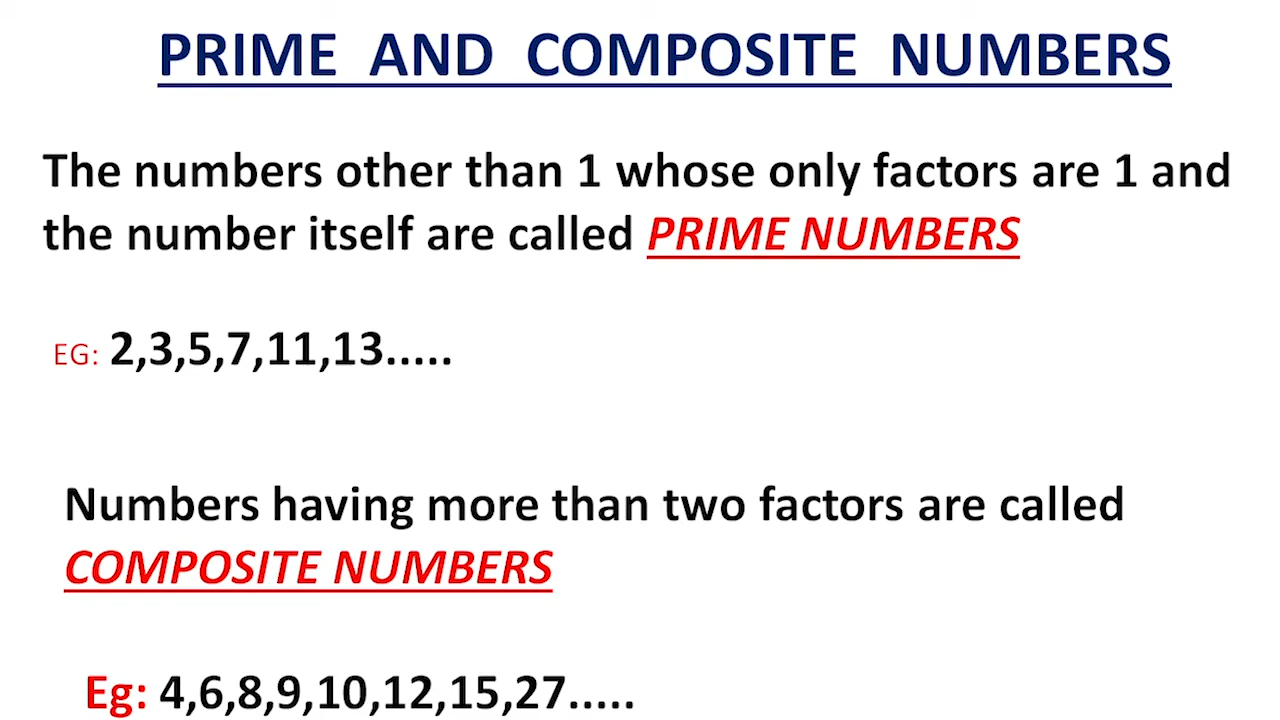 PRIME AND COMPOSITE NUMBERS
The numbers other than 1 whose only factors are 1 and
the number itself are called PRIME NUMBERS
EG: 2,3,5,7,11,13.....
Numbers having more than two factors are called
COMPOSITE NUMBERS
Eg: 4,6,8,9,10,12,15,27.....